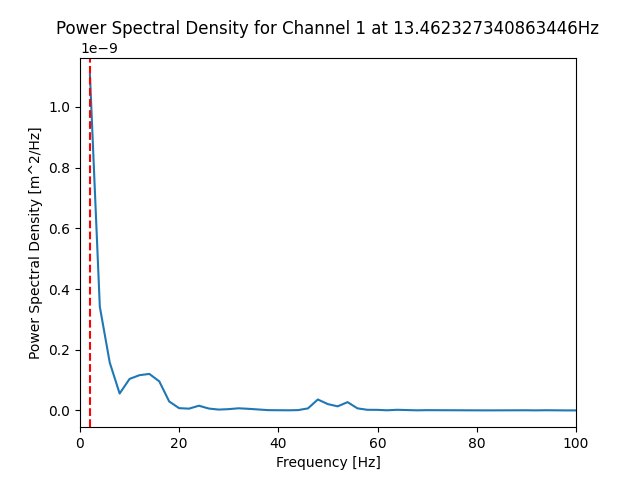 Power Spectral Density for Channel 1 at 13.462327340863446Hz
1e−9
1.0
0.8
0.6
0.4
0.2
0.0
Power Spectral Density [m^2/Hz]
0 20 40 60 80 100
Frequency [Hz]